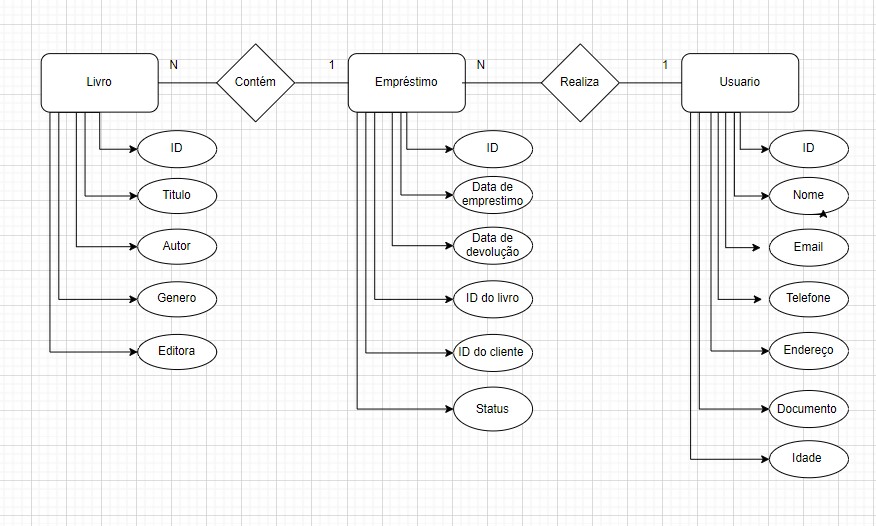 Livro
N
Contém
1
Empréstimo
N
Realiza
1
Usuario
ID
Titulo
Autor
Genero
Editora
ID
Data de
emprestimo
Data de
devolução
ID do livro
ID do cliente
Status
ID
Nome
Email
Telefone
Endereço
Documento
Idade